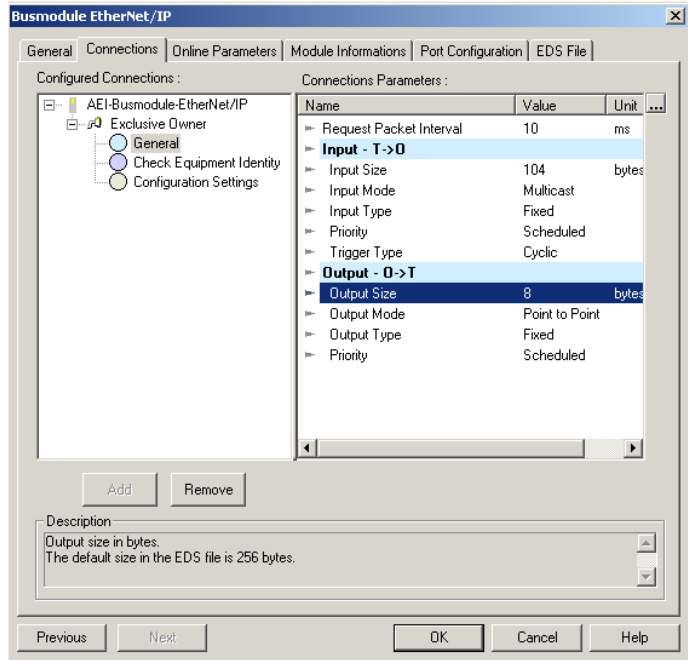 Busmodule EtherNet/IP
General Connections Online Parameters Module Informations Port Configuration EDS File
Configured Connections :
Connections Parameters :
AEI-Busmodule-EtherNet/IP
Exclusive Owner
General
Check Equipment Identity
Configuration Settings
Name Value Unit ...
Request Packet Interval 10 ms
Input - T->O
Input Size 104 bytes
Input Mode Multicast
Input Type Fixed
Priority Scheduled
Trigger Type Cyclic
Output - O->T
Output Size 8 bytes
Output Mode Point to Point
Output Type Fixed
Priority Scheduled
Add Remove
Description
Output size in bytes.
The default size in the EDS file is 256 bytes.
Previous Next OK Cancel Help